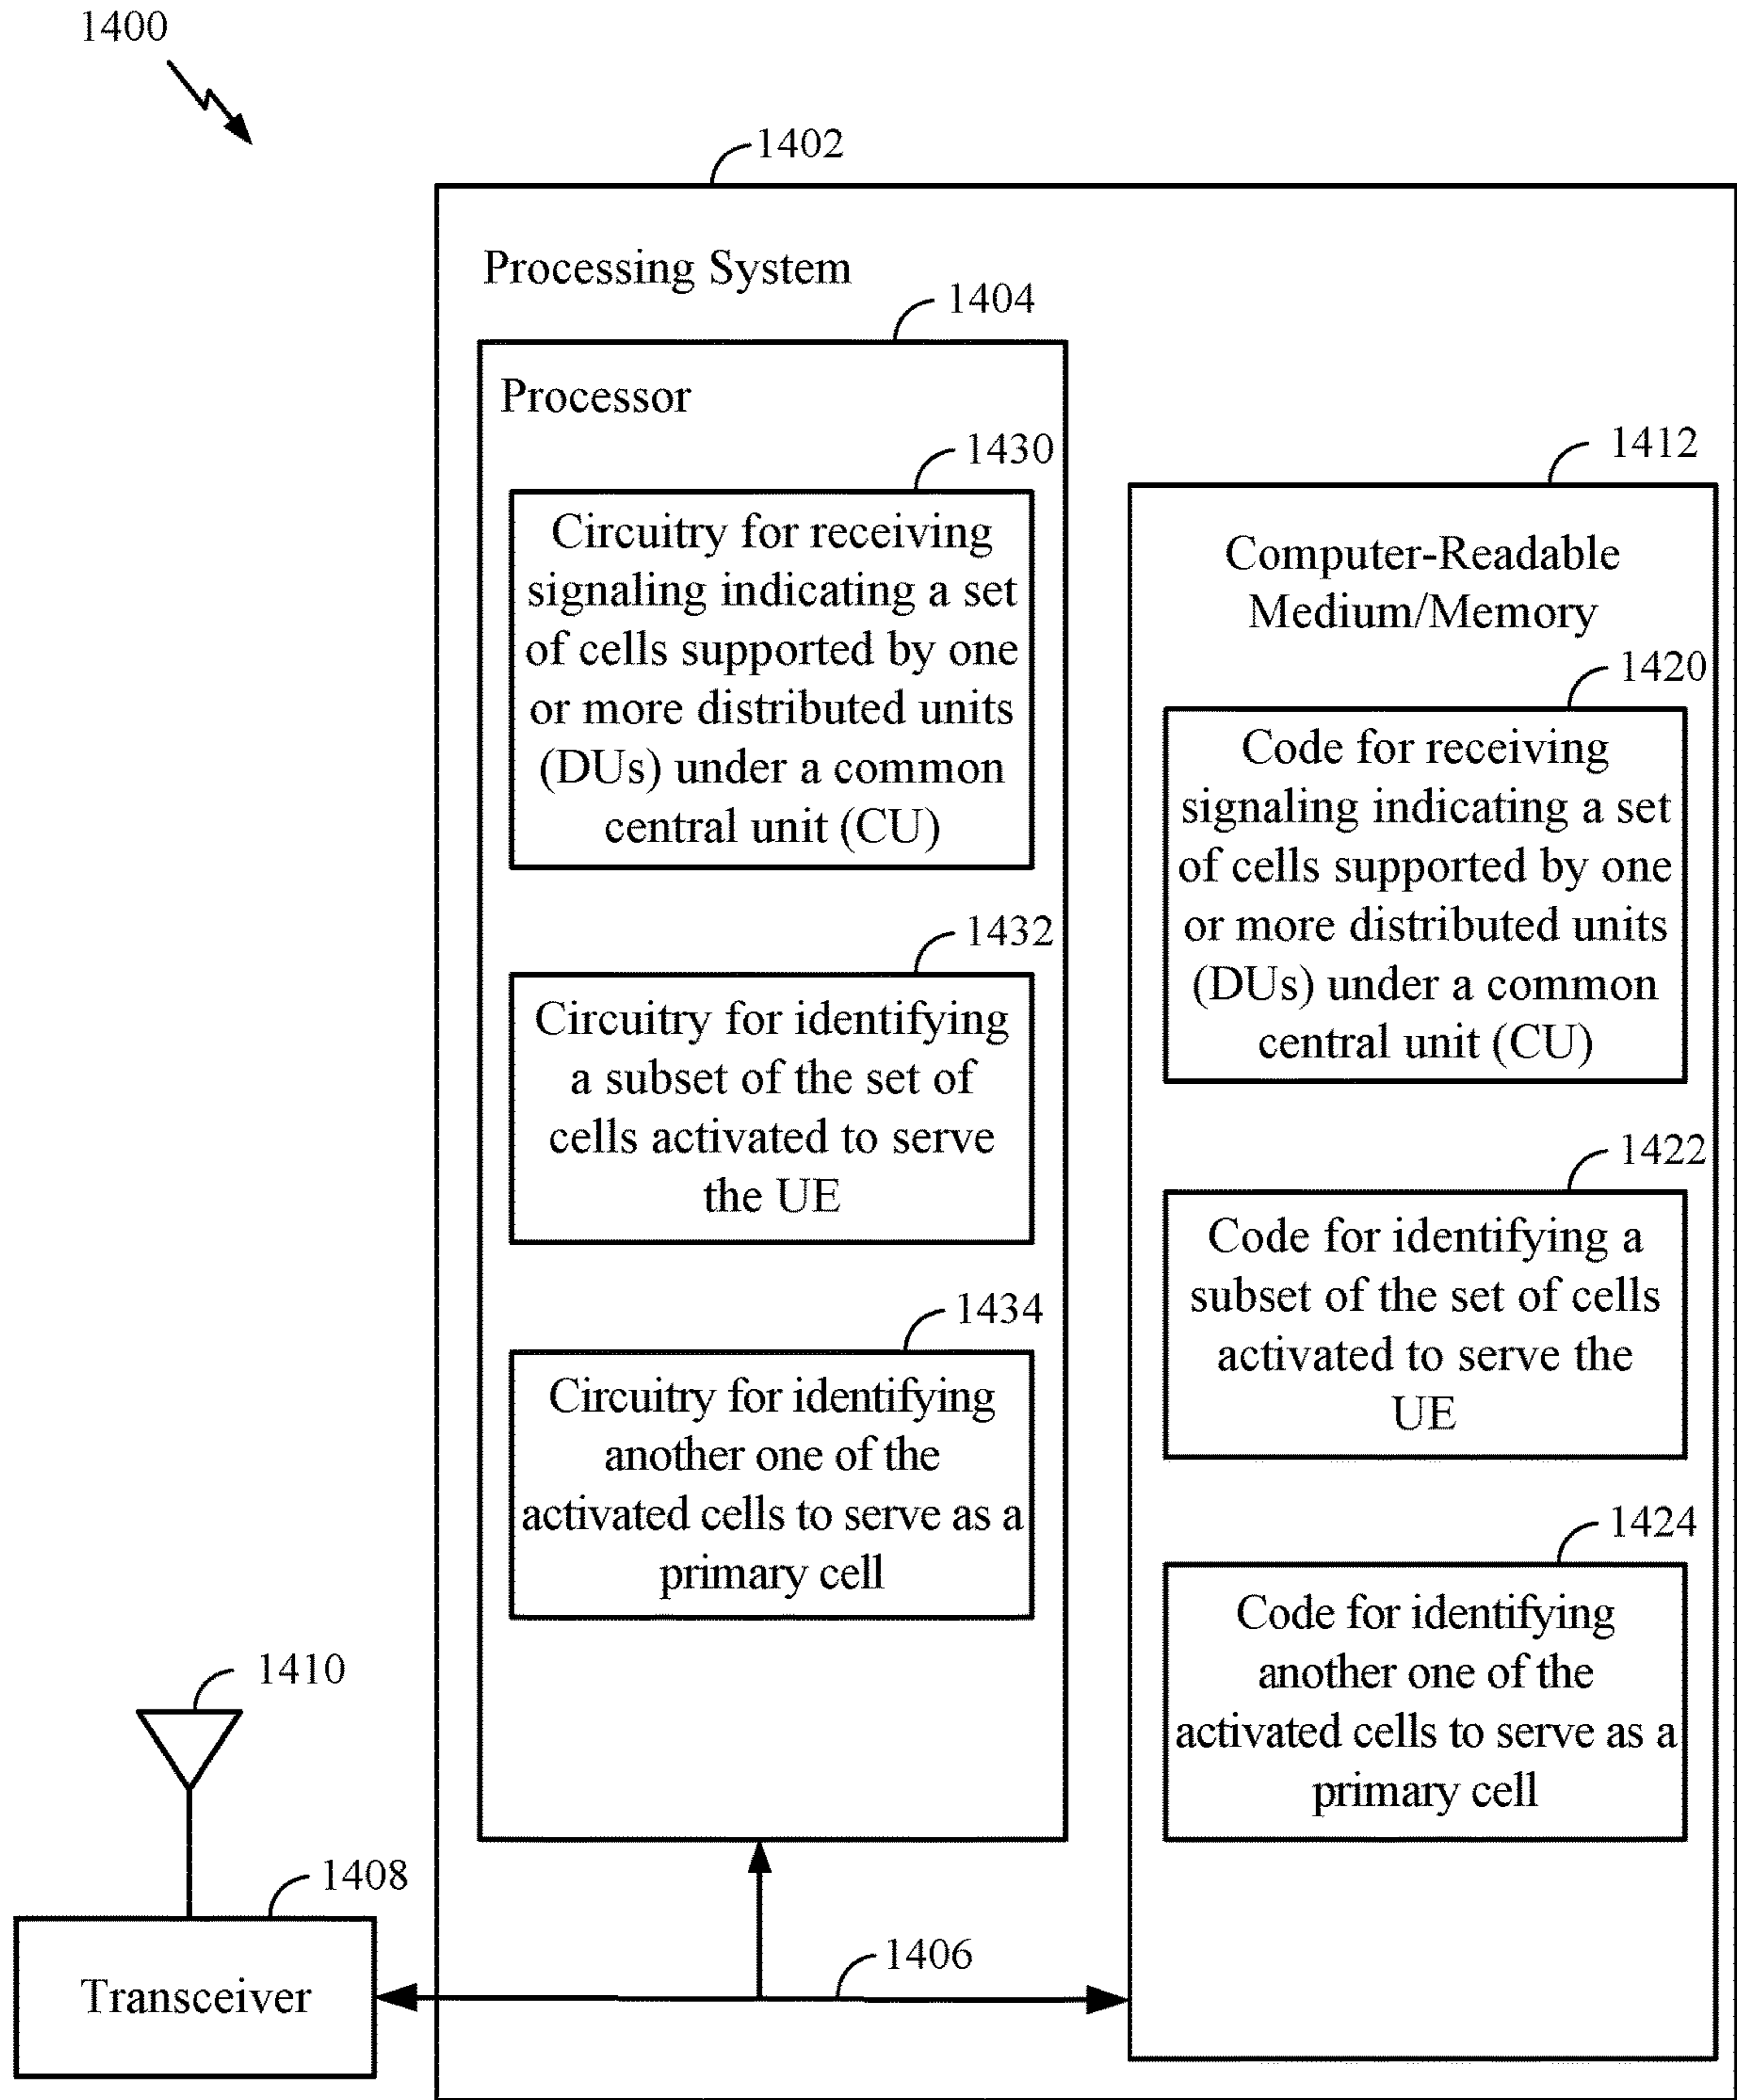 1400
1402
Processing System
1404
Processor
1430
Circuitry for receiving
signaling indicating a set
of cells supported by one
or more distributed units
(DUs) under a common
central unit (CU)
1432
Circuitry for identifying
a subset of the set of
cells activated to serve
the UE
1434
Circuitry for identifying
another one of the
activated cells to serve as a
primary cell
1412
Computer-Readable
Medium/Memory
1420
Code for receiving
signaling indicating a set
of cells supported by one
or more distributed units
(DUs) under a common
central unit (CU)
1422
Code for identifying a
subset of the set of cells
activated to serve the
UE
1424
Code for identifying
another one of the
activated cells to serve as a
primary cell
1410
1408
Transceiver
1406